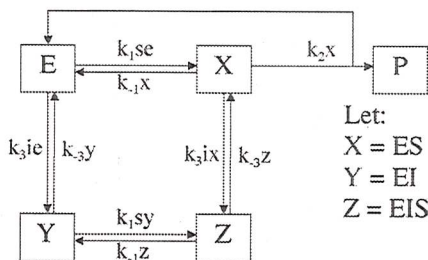 k₁se
k₂x
E
X
P
k₋₁x
Let:
X = ES
Y = EI
Z = EIS
k₃ie
k₋₃y
k₃ix
k₋₃z
k₁sy
Y
Z
k₋₁z